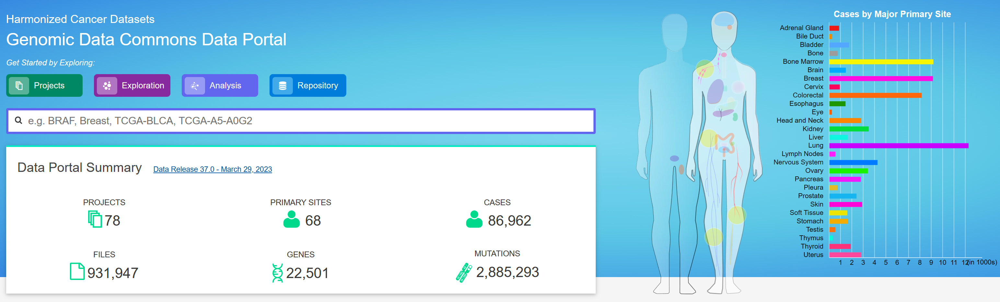 Harmonized Cancer Datasets
Genomic Data Commons Data Portal
Get Started by Exploring:
Projects
Exploration
Analysis
Repository
e.g. BRAF, Breast, TCGA-BLCA, TCGA-A5-A0G2
Data Portal Summary
Data Release 37.0 - March 29, 2023
PROJECTS
78
PRIMARY SITES
68
CASES
86,962
FILES
931,947
GENES
22,501
MUTATIONS
2,885,293
Cases by Major Primary Site
Adrenal Gland
Bile Duct
Bladder
Bone
Bone Marrow
Brain
Breast
Cervix
Colorectal
Esophagus
Eye
Head and Neck
Kidney
Liver
Lung
Lymph Nodes
Nervous System
Ovary
Pancreas
Pleura
Prostate
Skin
Soft Tissue
Stomach
Testis
Thymus
Thyroid
Uterus
1 2 3 4 5 6 7 8 9 10 11 12 (in 1000s)